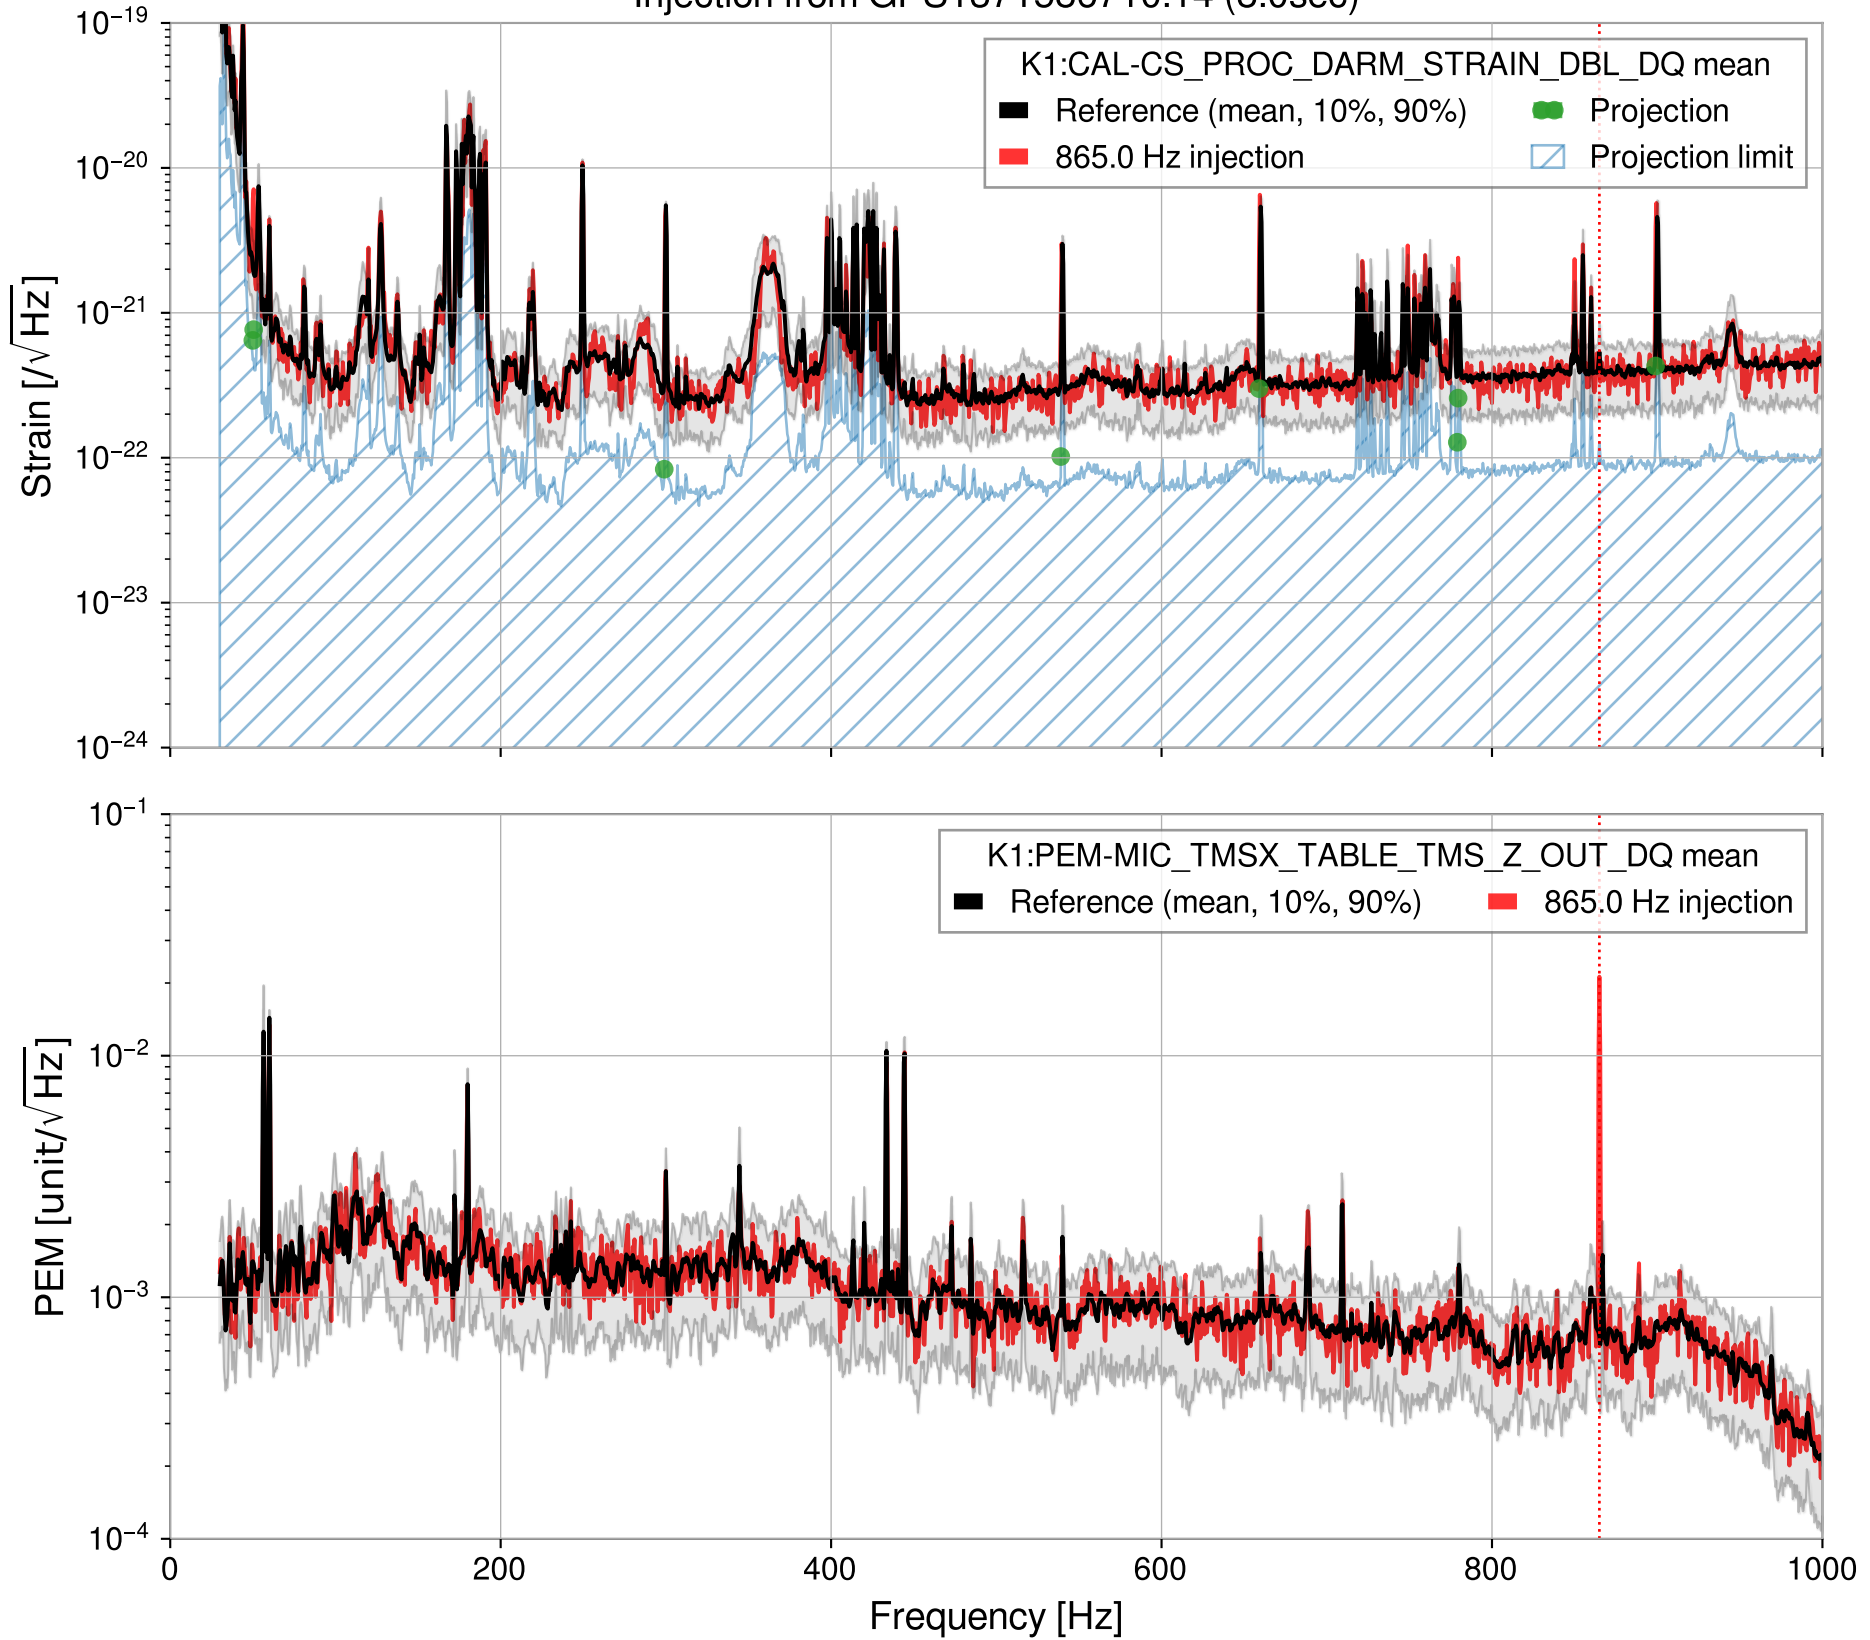 K1:CAL-CS_PROC_DARM_STRAIN_DBL_DQ mean
Reference (mean, 10%, 90%)
Projection
865.0 Hz injection
Projection limit
10⁻¹⁹
10⁻²⁰
10⁻²¹
10⁻²²
10⁻²³
10⁻²⁴
Strain [/√Hz]
K1:PEM-MIC_TMSX_TABLE_TMS_Z_OUT_DQ mean
Reference (mean, 10%, 90%)
865.0 Hz injection
10⁻¹
10⁻²
10⁻³
10⁻⁴
PEM [unit/√Hz]
0 200 400 600 800 1000
Frequency [Hz]